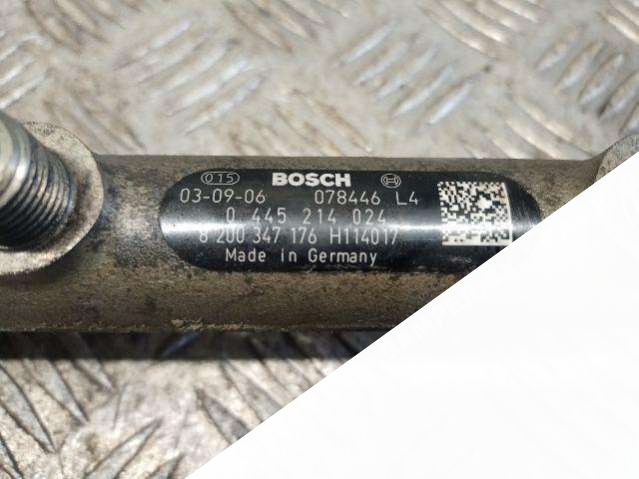 015 BOSCH
03-09-06 078446 L4
0 445 214 024
8 200 347 176 H114017
Made in Germany